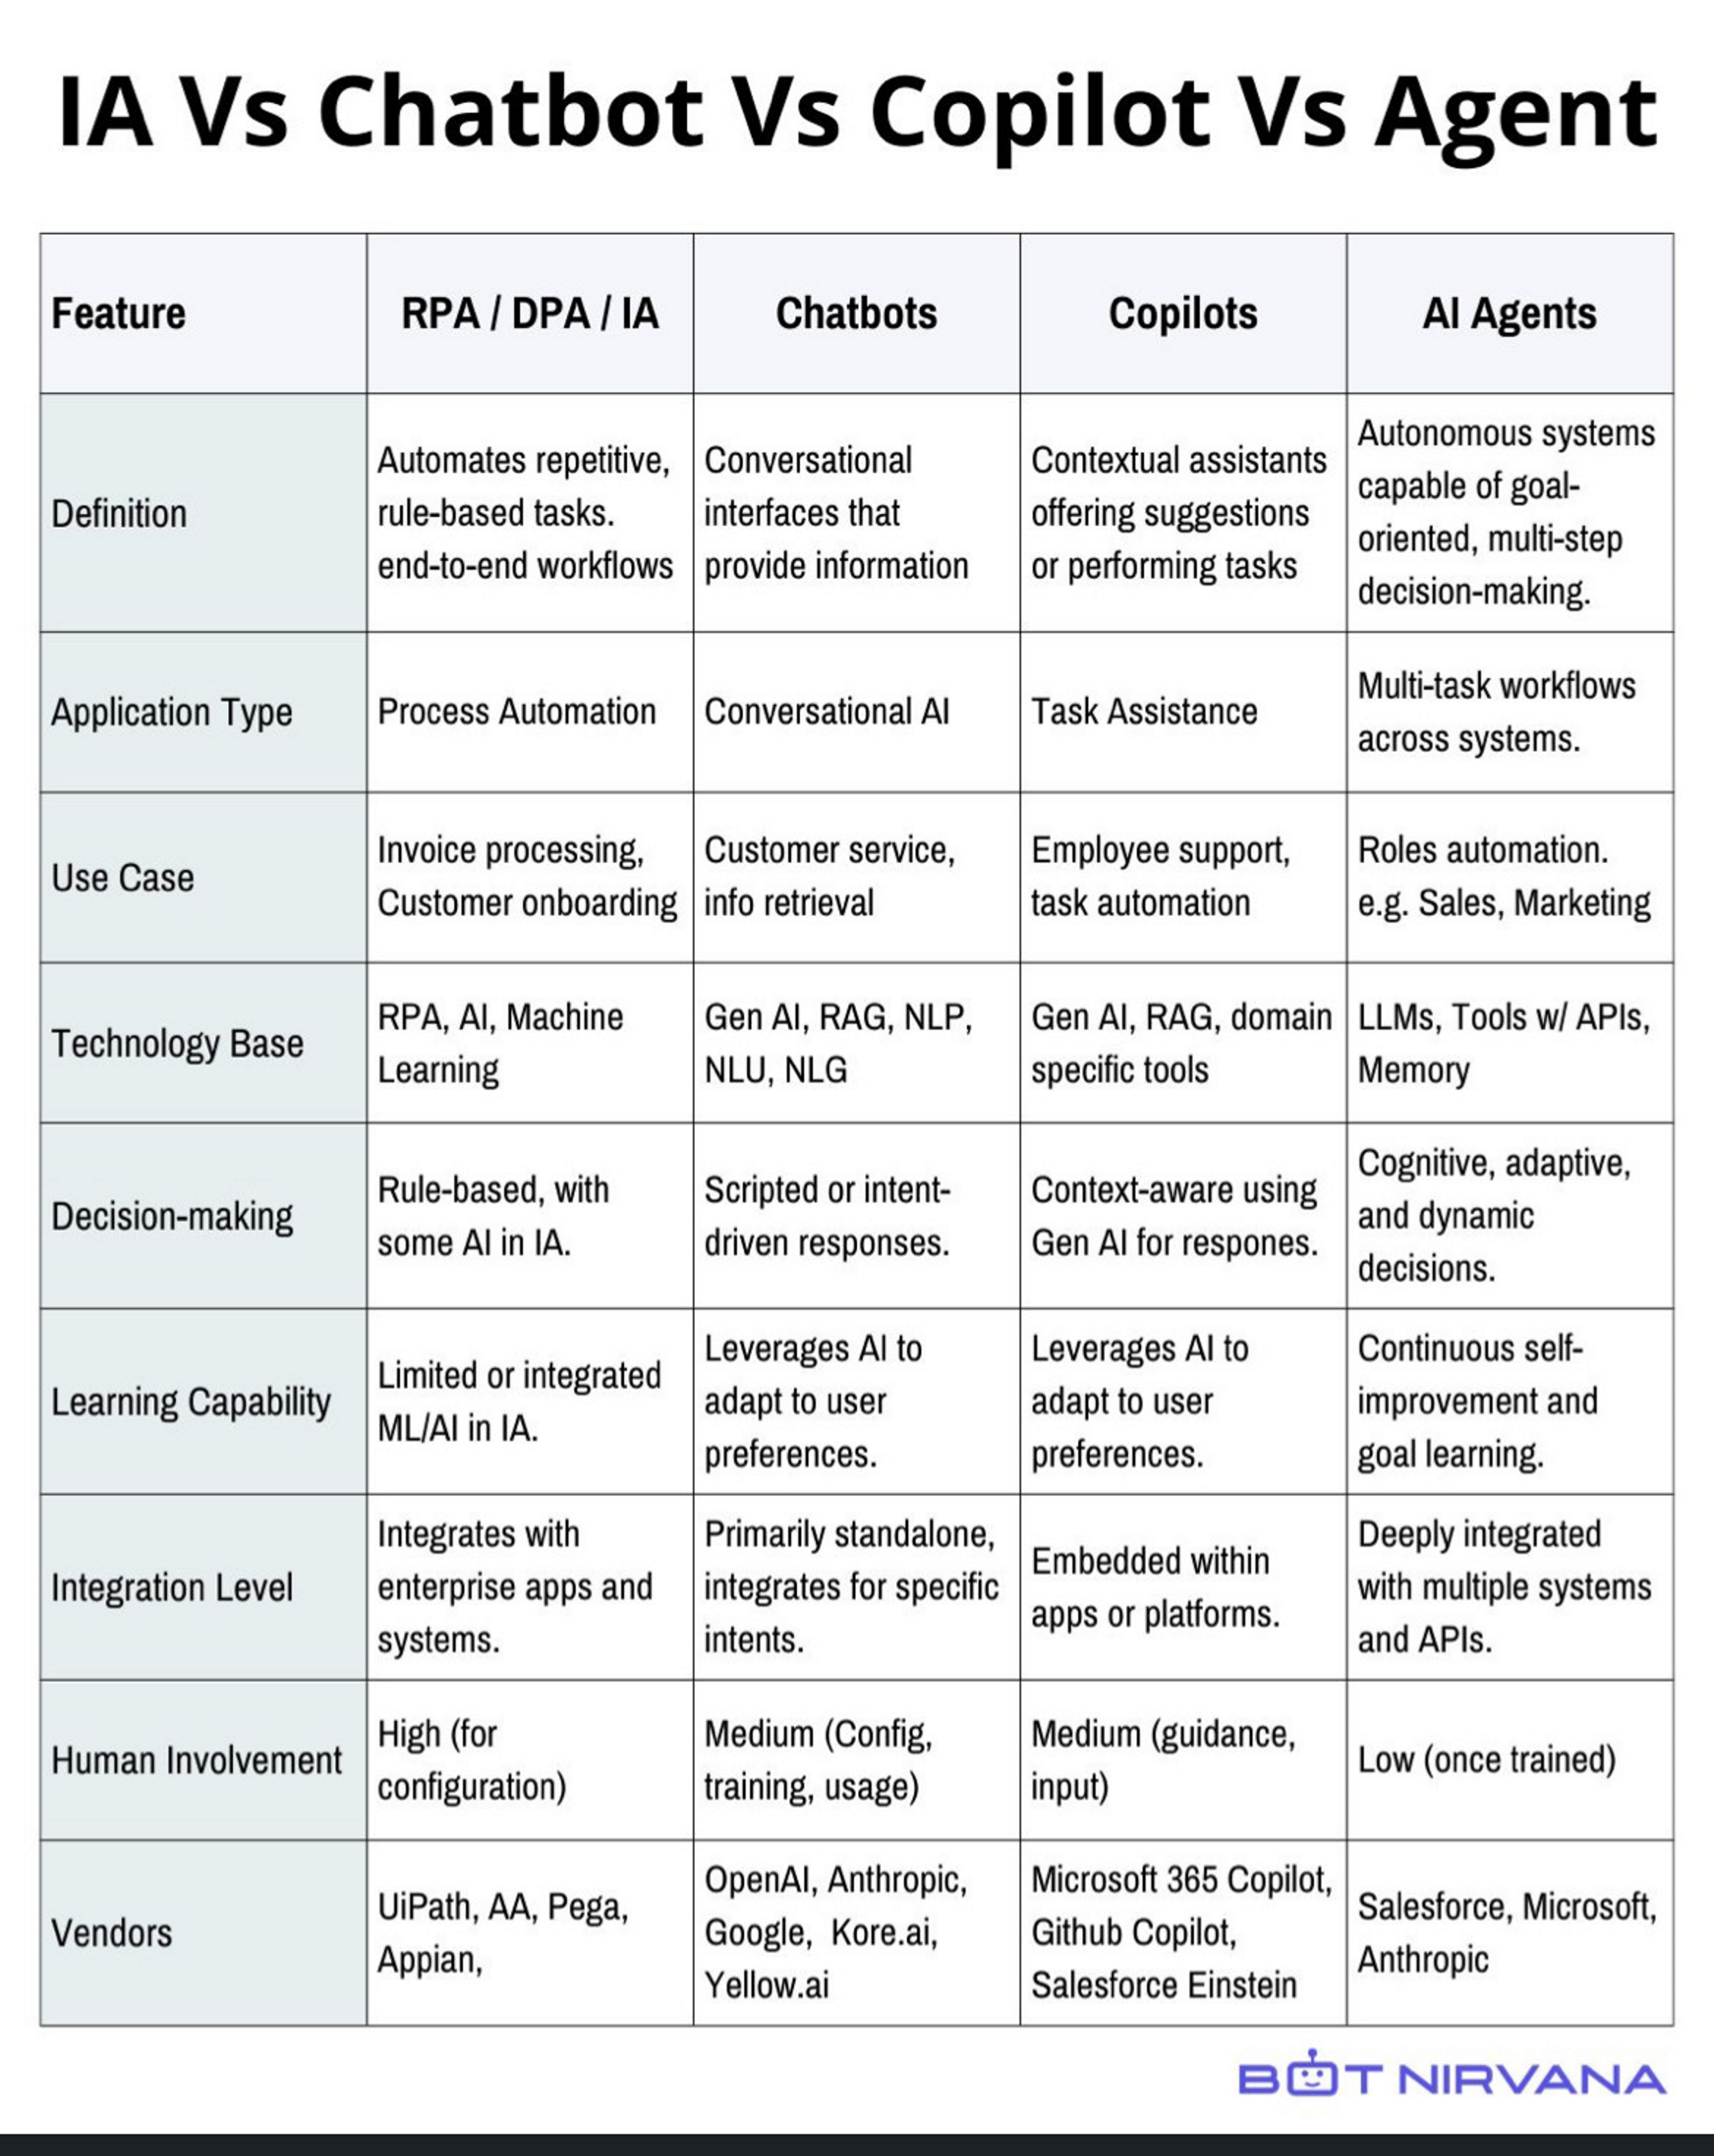 IA Vs Chatbot Vs Copilot Vs Agent
Feature
RPA / DPA / IA
Chatbots
Copilots
AI Agents
Definition
Automates repetitive,
rule-based tasks.
end-to-end workflows
Conversational
interfaces that
provide information
Contextual assistants
offering suggestions
or performing tasks
Autonomous systems
capable of goal-
oriented, multi-step
decision-making.
Application Type
Process Automation
Conversational AI
Task Assistance
Multi-task workflows
across systems.
Use Case
Invoice processing,
Customer onboarding
Customer service,
info retrieval
Employee support,
task automation
Roles automation.
e.g. Sales, Marketing
Technology Base
RPA, AI, Machine
Learning
Gen AI, RAG, NLP,
NLU, NLG
Gen AI, RAG, domain
specific tools
LLMs, Tools w/ APIs,
Memory
Decision-making
Rule-based, with
some AI in IA.
Scripted or intent-
driven responses.
Context-aware using
Gen AI for respones.
Cognitive, adaptive,
and dynamic
decisions.
Learning Capability
Limited or integrated
ML/AI in IA.
Leverages AI to
adapt to user
preferences.
Leverages AI to
adapt to user
preferences.
Continuous self-
improvement and
goal learning.
Integration Level
Integrates with
enterprise apps and
systems.
Primarily standalone,
integrates for specific
intents.
Embedded within
apps or platforms.
Deeply integrated
with multiple systems
and APIs.
Human Involvement
High (for
configuration)
Medium (Config,
training, usage)
Medium (guidance,
input)
Low (once trained)
Vendors
UiPath, AA, Pega,
Appian,
OpenAI, Anthropic,
Google,  Kore.ai,
Yellow.ai
Microsoft 365 Copilot,
Github Copilot,
Salesforce Einstein
Salesforce, Microsoft,
Anthropic
BOT NIRVANA